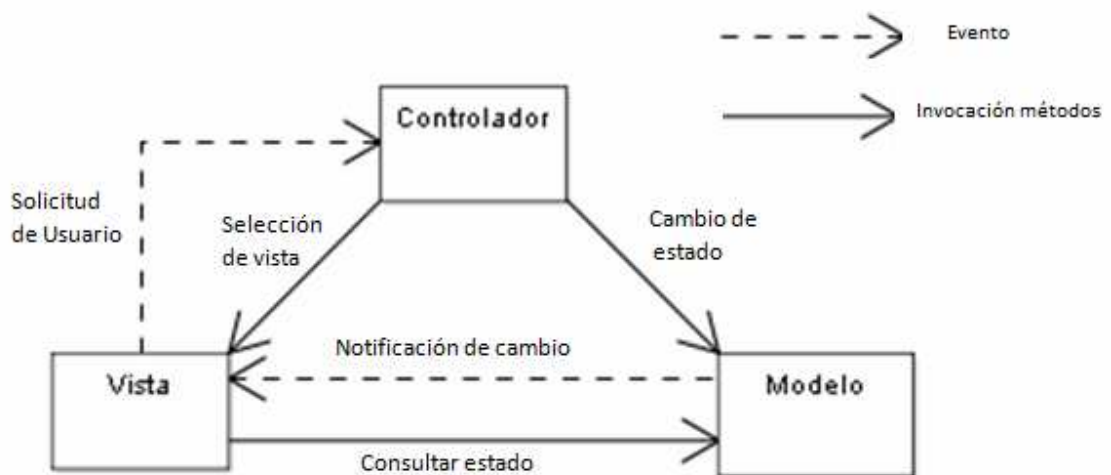 Evento
Controlador
Invocación métodos
Solicitud
de Usuario
Selección
de vista
Cambio de
estado
Notificación de cambio
Vista
Modelo
Consultar estado